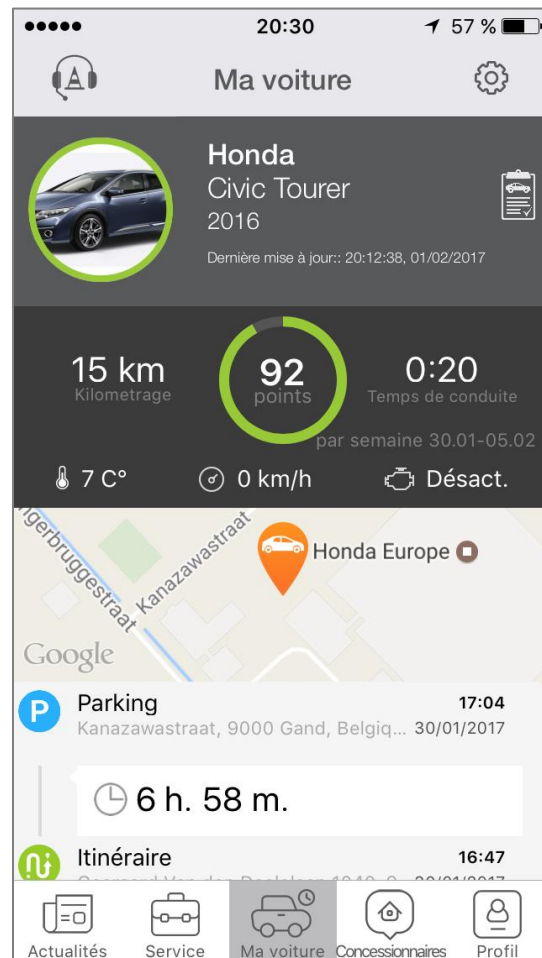 20:30
57 %
Ma voiture
Honda
Civic Tourer
2016
Dernière mise à jour:: 20:12:38, 01/02/2017
15 km
Kilometrage
92
points
0:20
Temps de conduite
par semaine 30.01-05.02
7 C°
0 km/h
Désact.
ngerbruggestraat
Kanazawastraat
Honda Europe
Google
P
Parking
17:04
Kanazawastraat, 9000 Gand, Belgiq...
30/01/2017
6 h. 58 m.
Itinéraire
16:47
Actualités
Service
Ma voiture
Concessionnaires
Profil